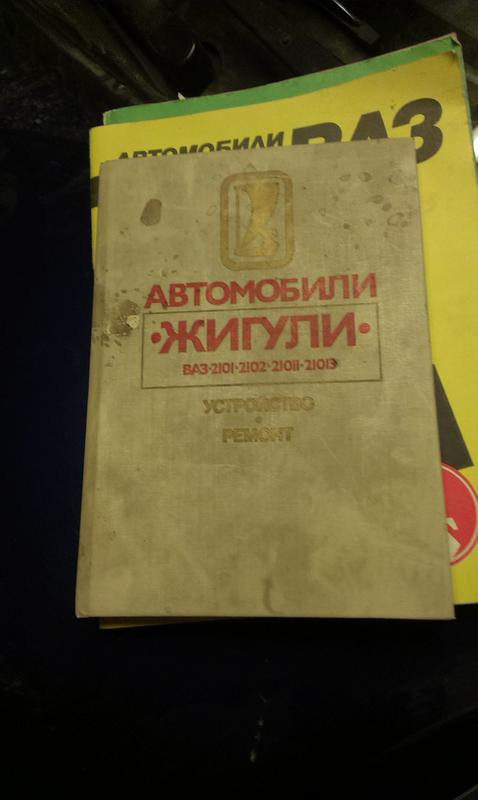 АВТОМОБИЛИ ВАЗ
АВТОМОБИЛИ
•ЖИГУЛИ•
ВАЗ•2101•2102•21011•21013
УСТРОЙСТВО
•
РЕМОНТ